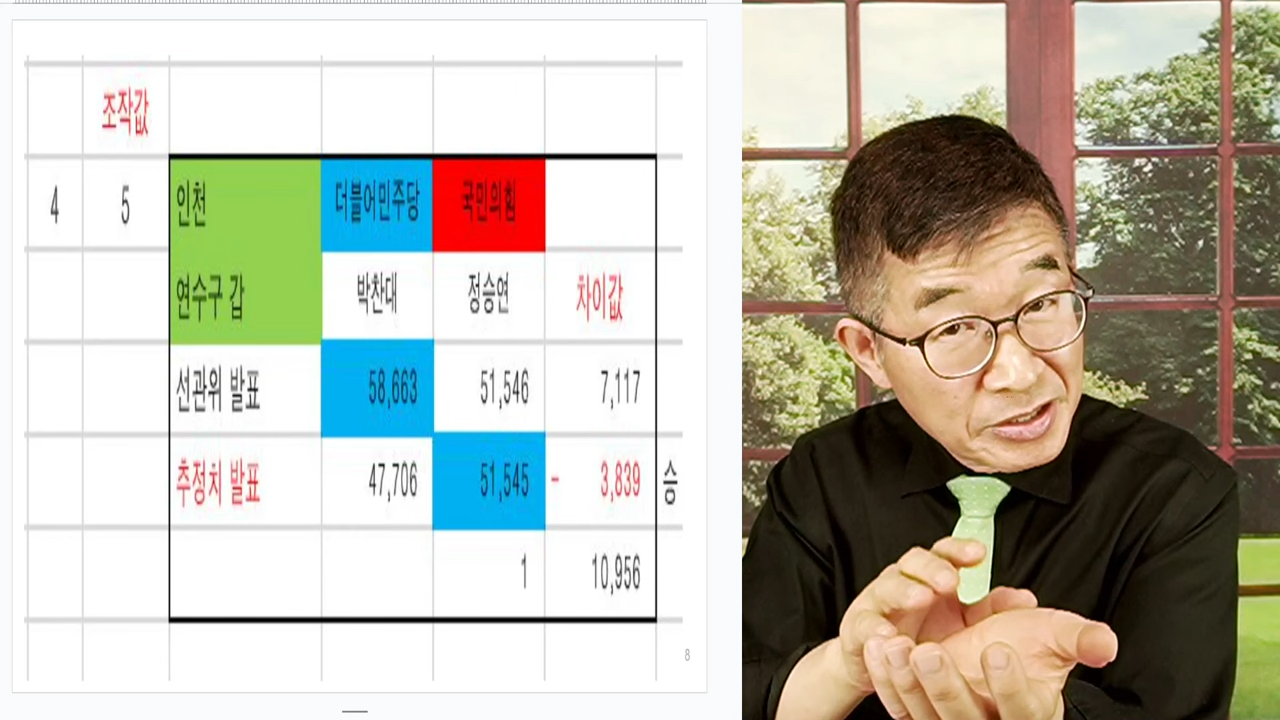 조작값
4 5 인천 더불어민주당 국민의힘
연수구 갑 박찬대 정승연 차이값
선관위 발표 58,663 51,546 7,117
추정치 발표 47,706 51,545 - 3,839 승
1 10,956
8